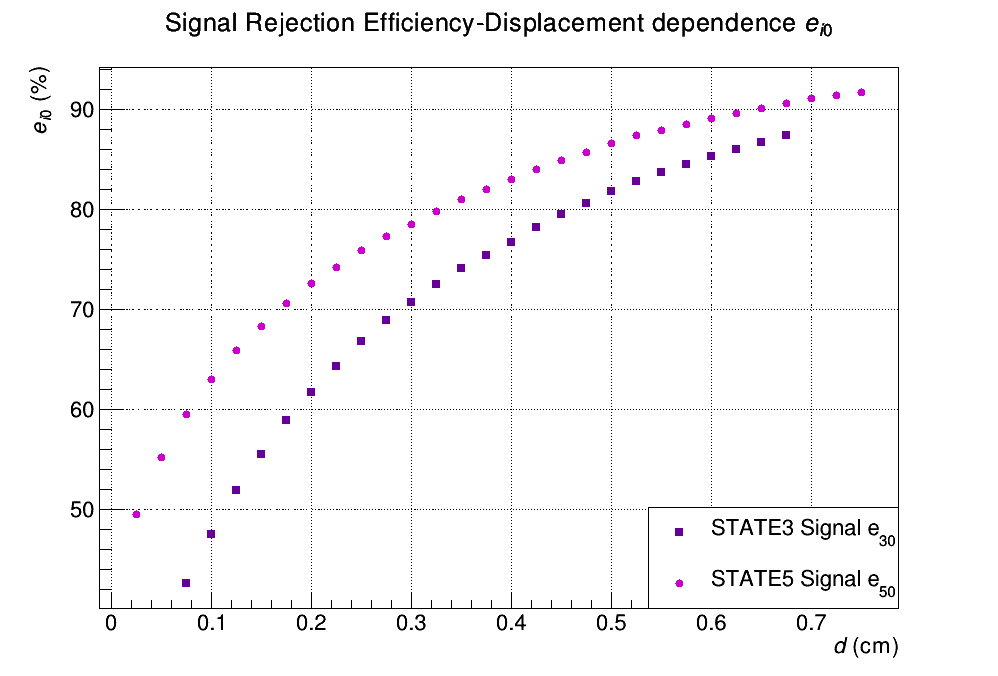 Signal Rejection Efficiency-Displacement dependence e_i0
e_i0 (%)
90
80
70
60
50
STATE3 Signal e_30
STATE5 Signal e_50
0 0.1 0.2 0.3 0.4 0.5 0.6 0.7
d (cm)